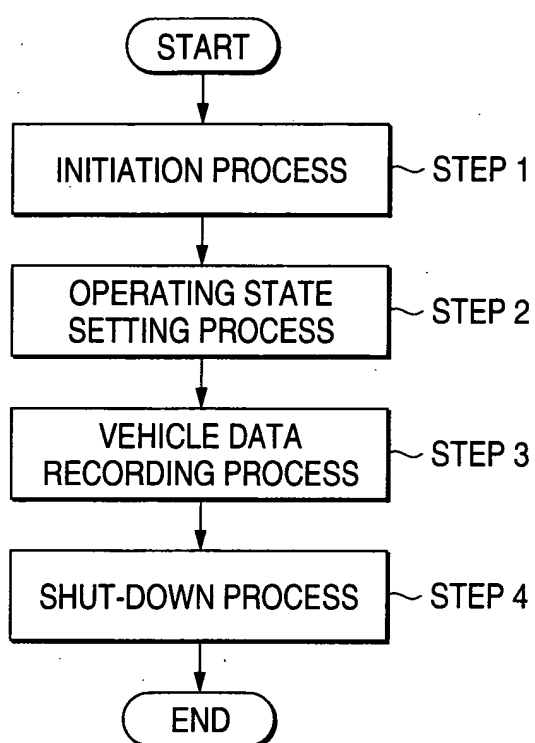 START
INITIATION PROCESS
STEP 1
OPERATING STATE
SETTING PROCESS
STEP 2
VEHICLE DATA
RECORDING PROCESS
STEP 3
SHUT-DOWN PROCESS
STEP 4
END